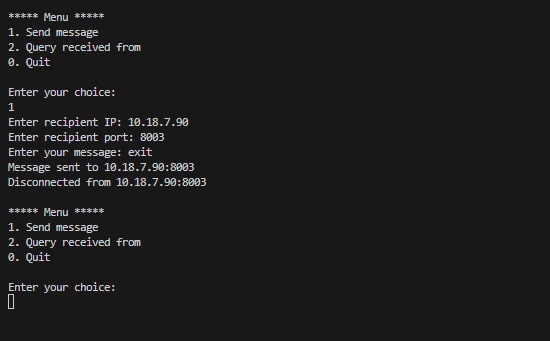 ***** Menu *****
1. Send message
2. Query received from
0. Quit
Enter your choice:
1
Enter recipient IP: 10.18.7.90
Enter recipient port: 8003
Enter your message: exit
Message sent to 10.18.7.90:8003
Disconnected from 10.18.7.90:8003
***** Menu *****
1. Send message
2. Query received from
0. Quit
Enter your choice: